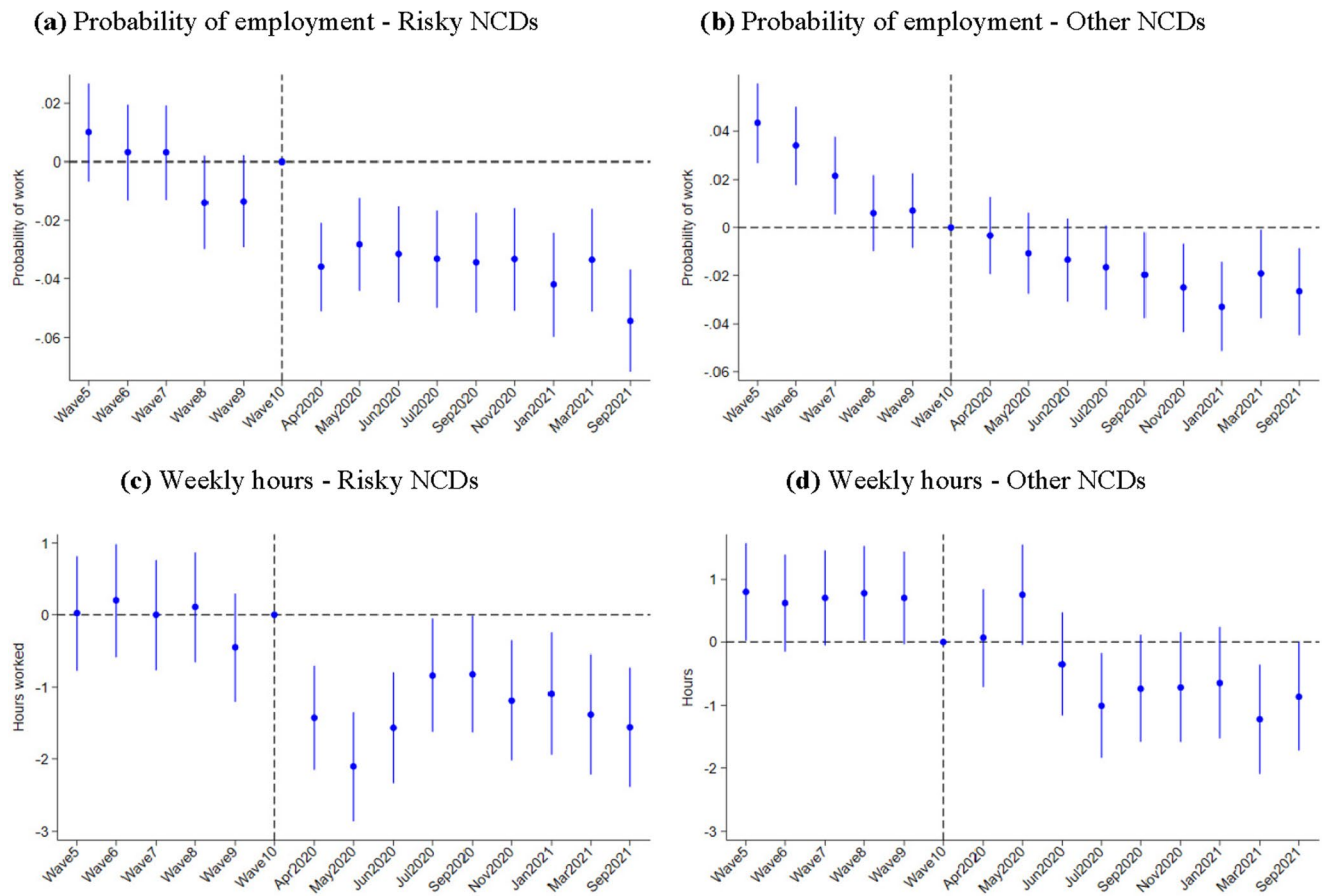 (a) Probability of employment - Risky NCDs
Probability of work
.02
0
-.02
-.04
-.06
Wave5
Wave6
Wave7
Wave8
Wave9
Wave10
Apr2020
May2020
Jun2020
Jul2020
Sep2020
Nov2020
Jan2021
Mar2021
Sep2021
(b) Probability of employment - Other NCDs
Probability of work
.04
.02
0
-.02
-.04
-.06
Wave5
Wave6
Wave7
Wave8
Wave9
Wave10
Apr2020
May2020
Jun2020
Jul2020
Sep2020
Nov2020
Jan2021
Mar2021
Sep2021
(c) Weekly hours - Risky NCDs
Hours worked
1
0
-1
-2
-3
Wave5
Wave6
Wave7
Wave8
Wave9
Wave10
Apr2020
May2020
Jun2020
Jul2020
Sep2020
Nov2020
Jan2021
Mar2021
Sep2021
(d) Weekly hours - Other NCDs
Hours
1
0
-1
-2
-3
Wave5
Wave6
Wave7
Wave8
Wave9
Wave10
Apr2020
May2020
Jun2020
Jul2020
Sep2020
Nov2020
Jan2021
Mar2021
Sep2021